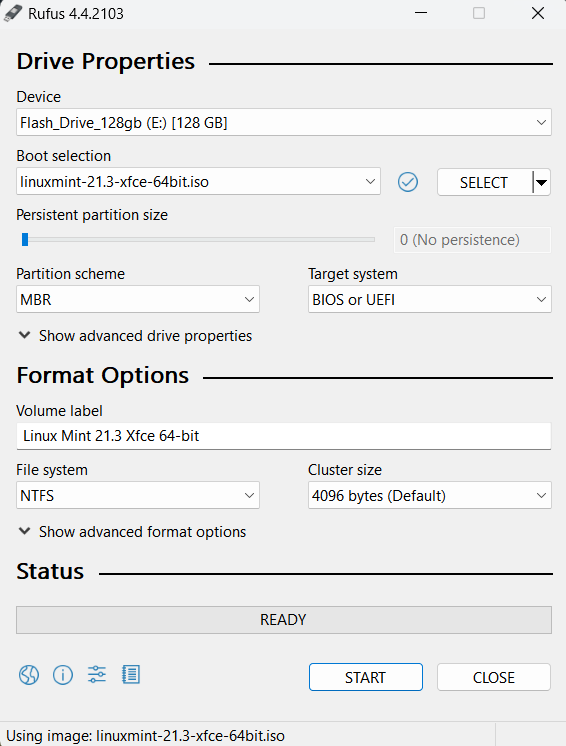 Rufus 4.4.2103
Drive Properties
Device
Flash_Drive_128gb (E:) [128 GB]
Boot selection
linuxmint-21.3-xfce-64bit.iso
SELECT
Persistent partition size
0 (No persistence)
Partition scheme
Target system
MBR
BIOS or UEFI
Show advanced drive properties
Format Options
Volume label
Linux Mint 21.3 Xfce 64-bit
File system
Cluster size
NTFS
4096 bytes (Default)
Show advanced format options
Status
READY
START
CLOSE
Using image: linuxmint-21.3-xfce-64bit.iso